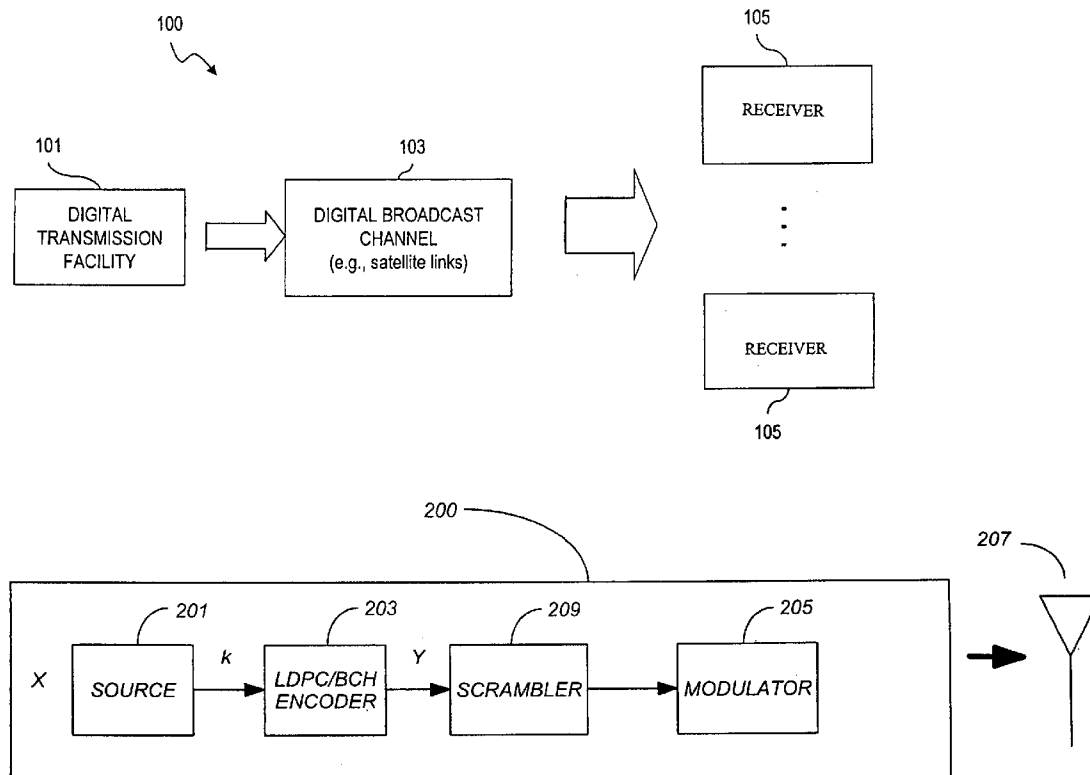 100
105
RECEIVER
101
103
DIGITAL
TRANSMISSION
FACILITY
DIGITAL BROADCAST
CHANNEL
(e.g., satellite links)
RECEIVER
105
200
207
201
203
209
205
X
SOURCE
k
LDPC/BCH
ENCODER
Y
SCRAMBLER
MODULATOR